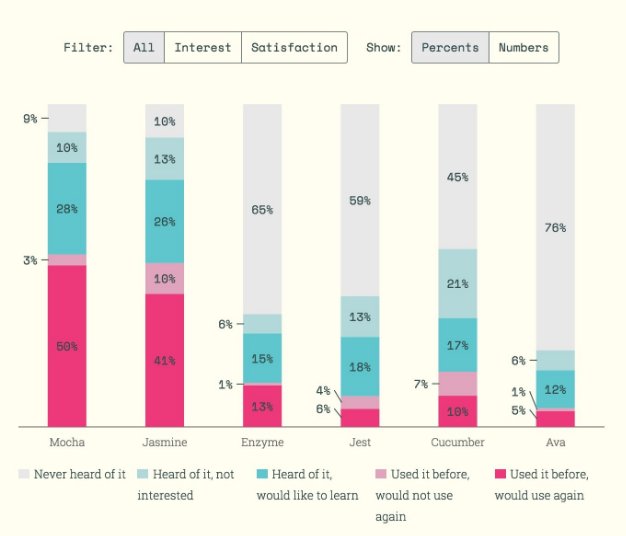 Filter: All Interest Satisfaction Show: Percents Numbers
9% 10% 28% 3% 50%
10% 13% 26% 10% 41%
65% 6% 15% 1% 13%
59% 13% 18% 4% 6%
45% 21% 17% 7% 10%
76% 6% 12% 1% 5%
Mocha Jasmine Enzyme Jest Cucumber Ava
Never heard of it
Heard of it, not
interested
Heard of it,
would like to learn
Used it before,
would not use
again
Used it before,
would use again